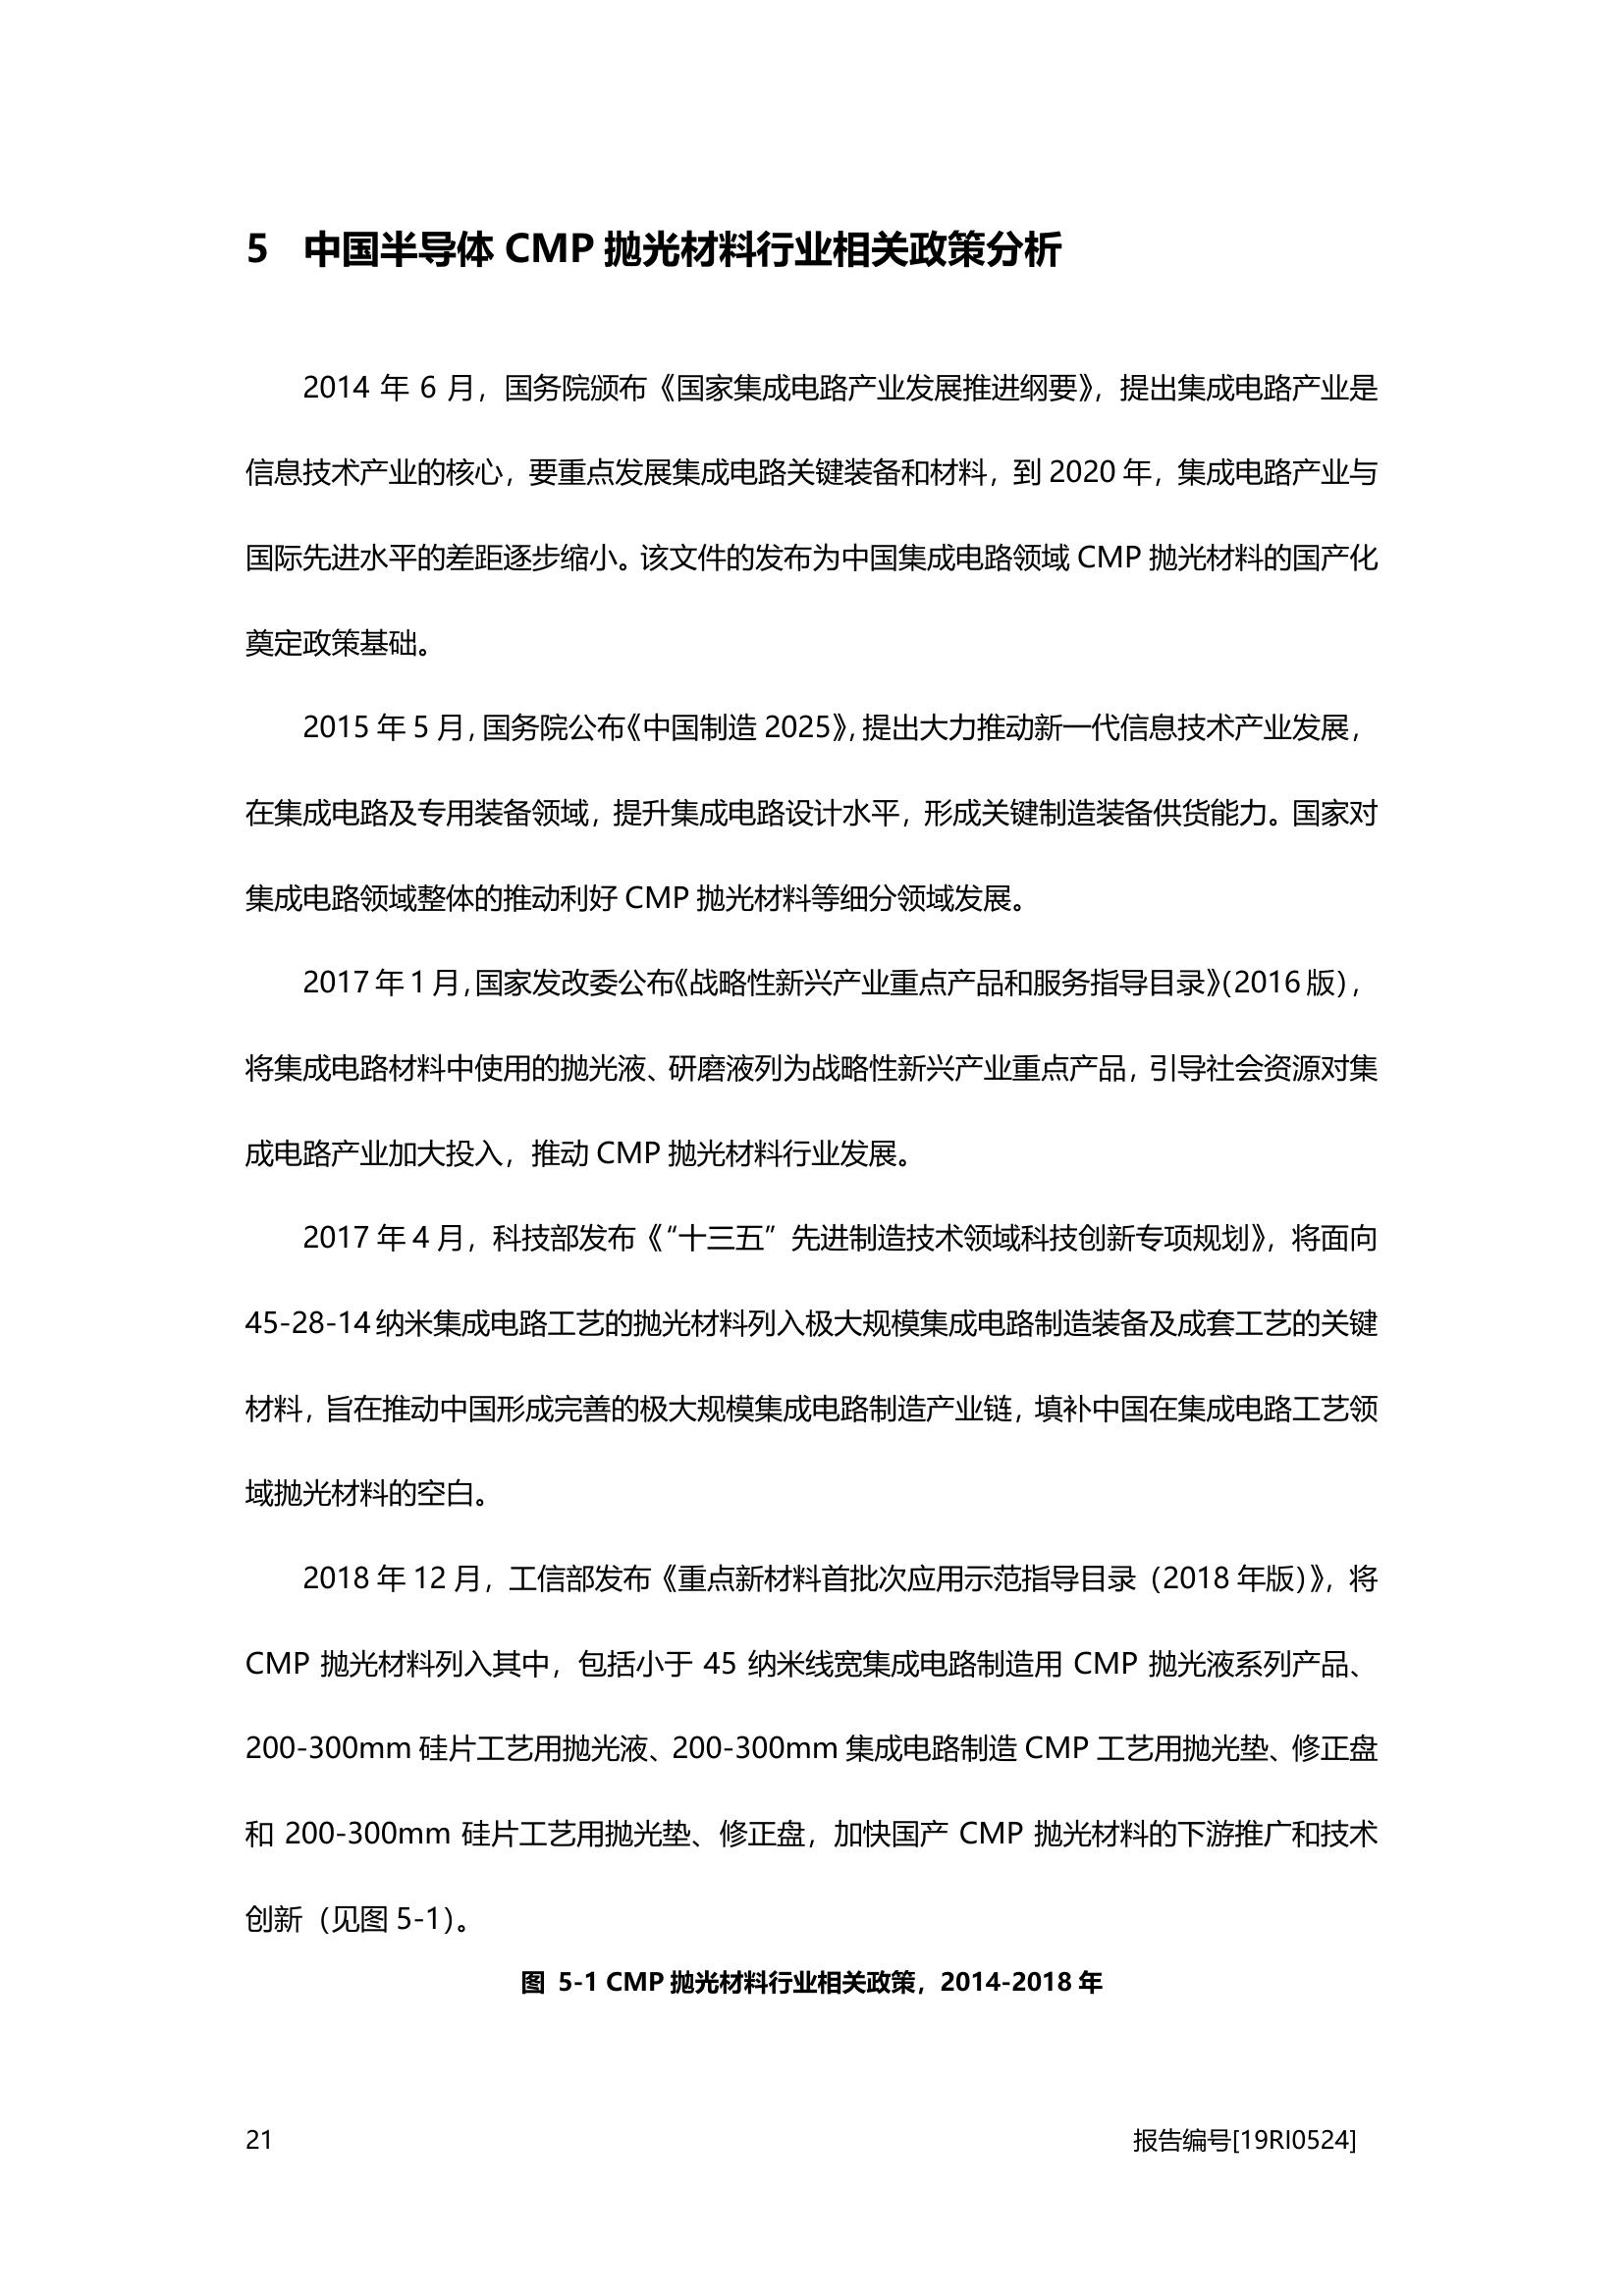 5 中国半导体 CMP 抛光材料行业相关政策分析
2014 年 6 月，国务院颁布《国家集成电路产业发展推进纲要》，提出集成电路产业是
信息技术产业的核心，要重点发展集成电路关键装备和材料，到 2020 年，集成电路产业与
国际先进水平的差距逐步缩小。该文件的发布为中国集成电路领域 CMP 抛光材料的国产化
奠定政策基础。
2015 年 5 月，国务院公布《中国制造 2025》，提出大力推动新一代信息技术产业发展，
在集成电路及专用装备领域，提升集成电路设计水平，形成关键制造装备供货能力。国家对
集成电路领域整体的推动利好 CMP 抛光材料等细分领域发展。
2017 年 1 月，国家发改委公布《战略性新兴产业重点产品和服务指导目录》（2016 版），
将集成电路材料中使用的抛光液、研磨液列为战略性新兴产业重点产品，引导社会资源对集
成电路产业加大投入，推动 CMP 抛光材料行业发展。
2017 年 4 月，科技部发布《“十三五”先进制造技术领域科技创新专项规划》，将面向
45-28-14 纳米集成电路工艺的抛光材料列入极大规模集成电路制造装备及成套工艺的关键
材料，旨在推动中国形成完善的极大规模集成电路制造产业链，填补中国在集成电路工艺领
域抛光材料的空白。
2018 年 12 月，工信部发布《重点新材料首批次应用示范指导目录（2018 年版）》，将
CMP 抛光材料列入其中，包括小于 45 纳米线宽集成电路制造用 CMP 抛光液系列产品、
200-300mm 硅片工艺用抛光液、200-300mm 集成电路制造 CMP 工艺用抛光垫、修正盘
和 200-300mm 硅片工艺用抛光垫、修正盘，加快国产 CMP 抛光材料的下游推广和技术
创新（见图 5-1）。
图 5-1 CMP 抛光材料行业相关政策，2014-2018 年
21 报告编号[19RI0524]